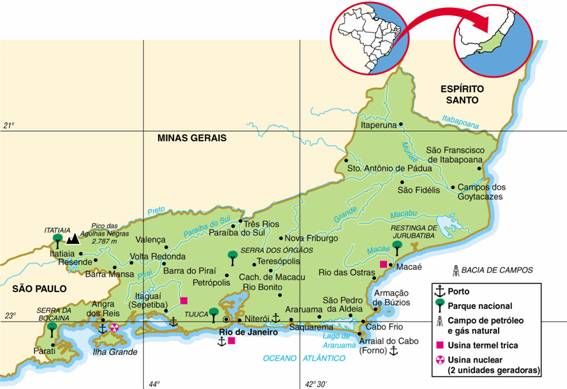 ESPÍRITO
SANTO
21°
MINAS GERAIS
Itabapoana
Itaperuna
São Franscisco
de Itabapoana
Muriaé
Sto. Antônio de Pádua
São Fidélis
Campos dos
Goytacazes
Preto
Paraíba do Sul
Grande
Macabu
ITATIAIA
Pico das
Agulhas Negras
2.787 m
Três Rios
Paraíba do Sul
Valença
Nova Friburgo
RESTINGA DE
JURUBATIBA
Macaé
SERRA DOS ÓRGÃOS
Itatiaia
Resende
Volta Redonda
Teresópolis
Barra Mansa
Barra do Piraí
Cach. de Macacu
Macaé
BACIA DE CAMPOS
Petrópolis
Rio Bonito
Rio das Ostras
SÃO PAULO
SERRA DA
BOCAINA
Angra
dos Reis
Itaguaí
(Sepetiba)
TIJUCA
Araruama
São Pedro
da Aldeia
Armação
de Búzios
23°
Niterói
Saquarema
Cabo Frio
Rio de Janeiro
Parati
Ilha Grande
Lago de
Araruama
Arraial do Cabo
(Forno)
OCEANO ATLÂNTICO
44°
42° 30'
Porto
Parque nacional
Campo de petróleo
e gás natural
Usina termel trica
Usina nuclear
(2 unidades geradoras)